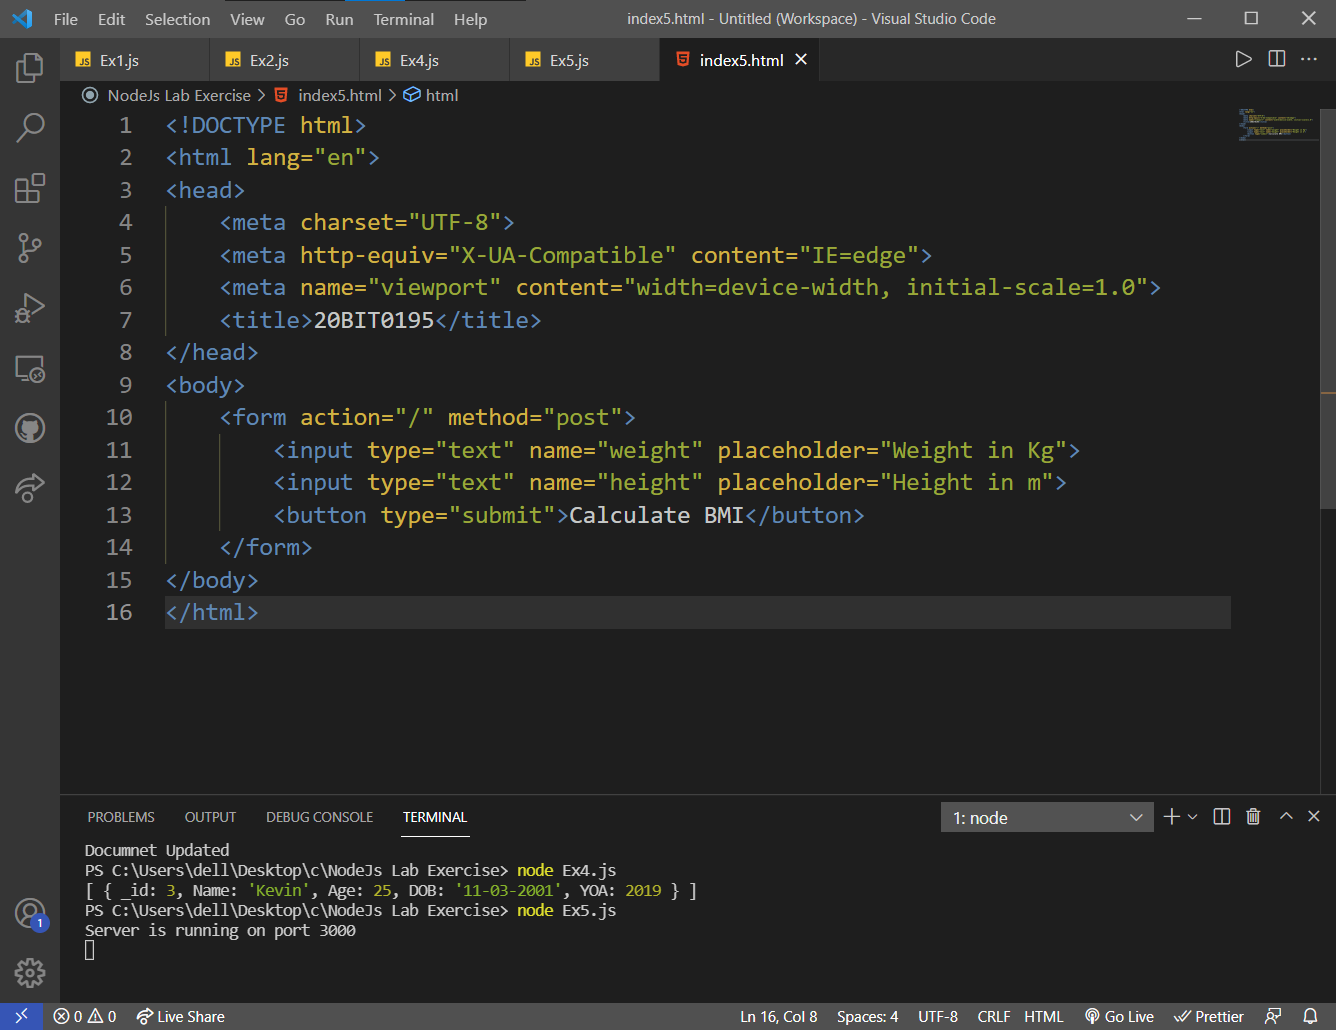 File Edit Selection View Go Run Terminal Help index5.html - Untitled (Workspace) - Visual Studio Code
JS Ex1.js JS Ex2.js JS Ex4.js JS Ex5.js index5.html
NodeJs Lab Exercise > index5.html > html
1 <!DOCTYPE html>
2 <html lang="en">
3 <head>
4 <meta charset="UTF-8">
5 <meta http-equiv="X-UA-Compatible" content="IE=edge">
6 <meta name="viewport" content="width=device-width, initial-scale=1.0">
7 <title>20BIT0195</title>
8 </head>
9 <body>
10 <form action="/" method="post">
11 <input type="text" name="weight" placeholder="Weight in Kg">
12 <input type="text" name="height" placeholder="Height in m">
13 <button type="submit">Calculate BMI</button>
14 </form>
15 </body>
16 </html>
PROBLEMS OUTPUT DEBUG CONSOLE TERMINAL 1: node
Documnet Updated
PS C:\Users\dell\Desktop\c\NodeJs Lab Exercise> node Ex4.js
[ { _id: 3, Name: 'Kevin', Age: 25, DOB: '11-03-2001', YOA: 2019 } ]
PS C:\Users\dell\Desktop\c\NodeJs Lab Exercise> node Ex5.js
Server is running on port 3000
1
0 0 Live Share Ln 16, Col 8 Spaces: 4 UTF-8 CRLF HTML Go Live Prettier